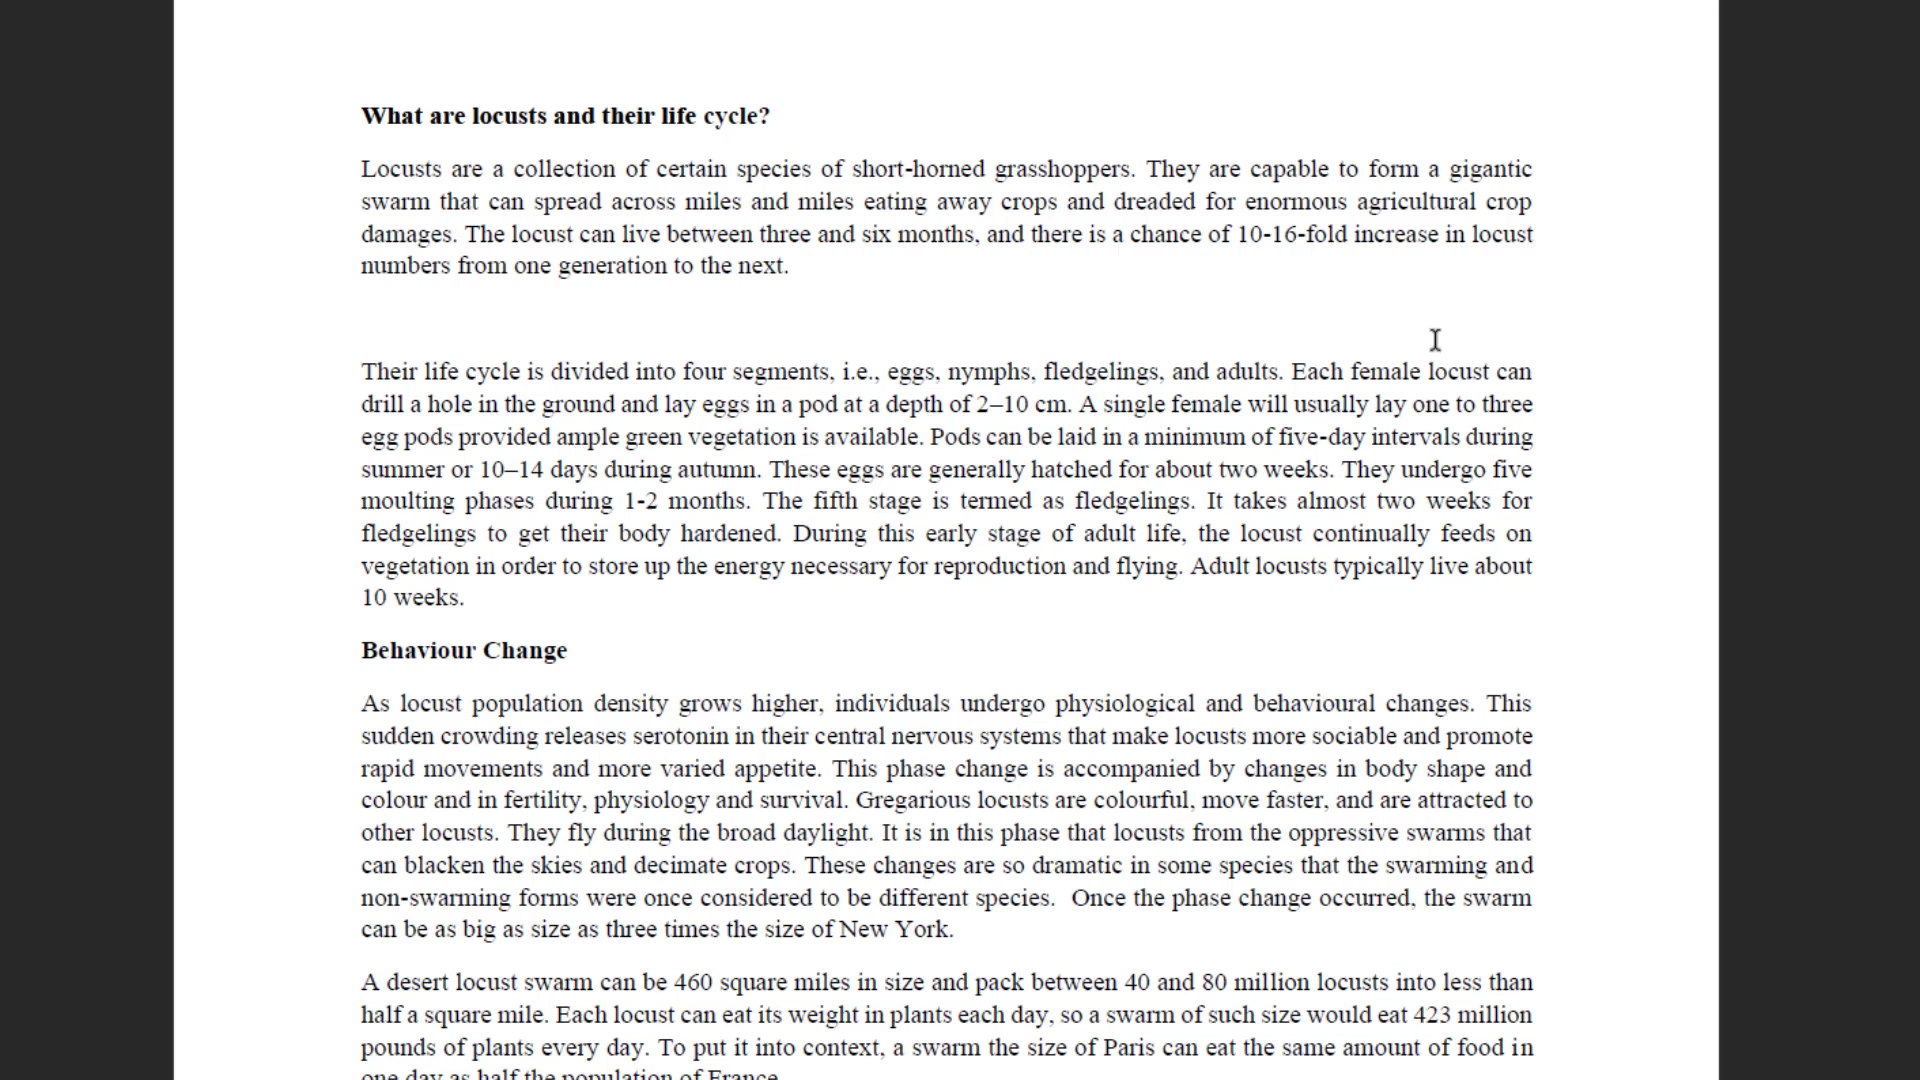 What are locusts and their life cycle?
Locusts are a collection of certain species of short-horned grasshoppers. They are capable to form a gigantic
swarm that can spread across miles and miles eating away crops and dreaded for enormous agricultural crop
damages. The locust can live between three and six months, and there is a chance of 10-16-fold increase in locust
numbers from one generation to the next.
Their life cycle is divided into four segments, i.e., eggs, nymphs, fledgelings, and adults. Each female locust can
drill a hole in the ground and lay eggs in a pod at a depth of 2–10 cm. A single female will usually lay one to three
egg pods provided ample green vegetation is available. Pods can be laid in a minimum of five-day intervals during
summer or 10–14 days during autumn. These eggs are generally hatched for about two weeks. They undergo five
moulting phases during 1-2 months. The fifth stage is termed as fledgelings. It takes almost two weeks for
fledgelings to get their body hardened. During this early stage of adult life, the locust continually feeds on
vegetation in order to store up the energy necessary for reproduction and flying. Adult locusts typically live about
10 weeks.
Behaviour Change
As locust population density grows higher, individuals undergo physiological and behavioural changes. This
sudden crowding releases serotonin in their central nervous systems that make locusts more sociable and promote
rapid movements and more varied appetite. This phase change is accompanied by changes in body shape and
colour and in fertility, physiology and survival. Gregarious locusts are colourful, move faster, and are attracted to
other locusts. They fly during the broad daylight. It is in this phase that locusts from the oppressive swarms that
can blacken the skies and decimate crops. These changes are so dramatic in some species that the swarming and
non-swarming forms were once considered to be different species.  Once the phase change occurred, the swarm
can be as big as size as three times the size of New York.
A desert locust swarm can be 460 square miles in size and pack between 40 and 80 million locusts into less than
half a square mile. Each locust can eat its weight in plants each day, so a swarm of such size would eat 423 million
pounds of plants every day. To put it into context, a swarm the size of Paris can eat the same amount of food in
one day as half the population of France.